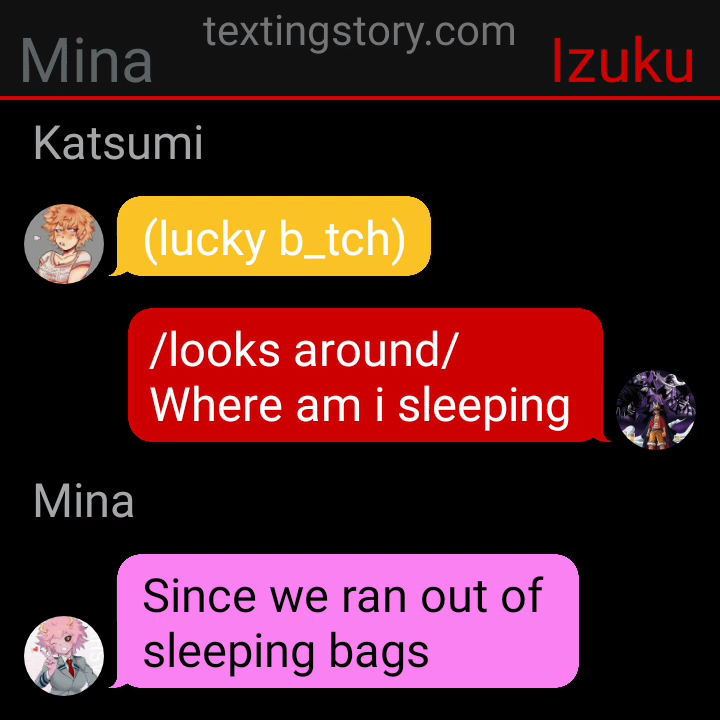 textingstory.com
Mina
Izuku
Katsumi
(lucky b_tch)
/looks around/
Where am i sleeping
Mina
Since we ran out of
sleeping bags